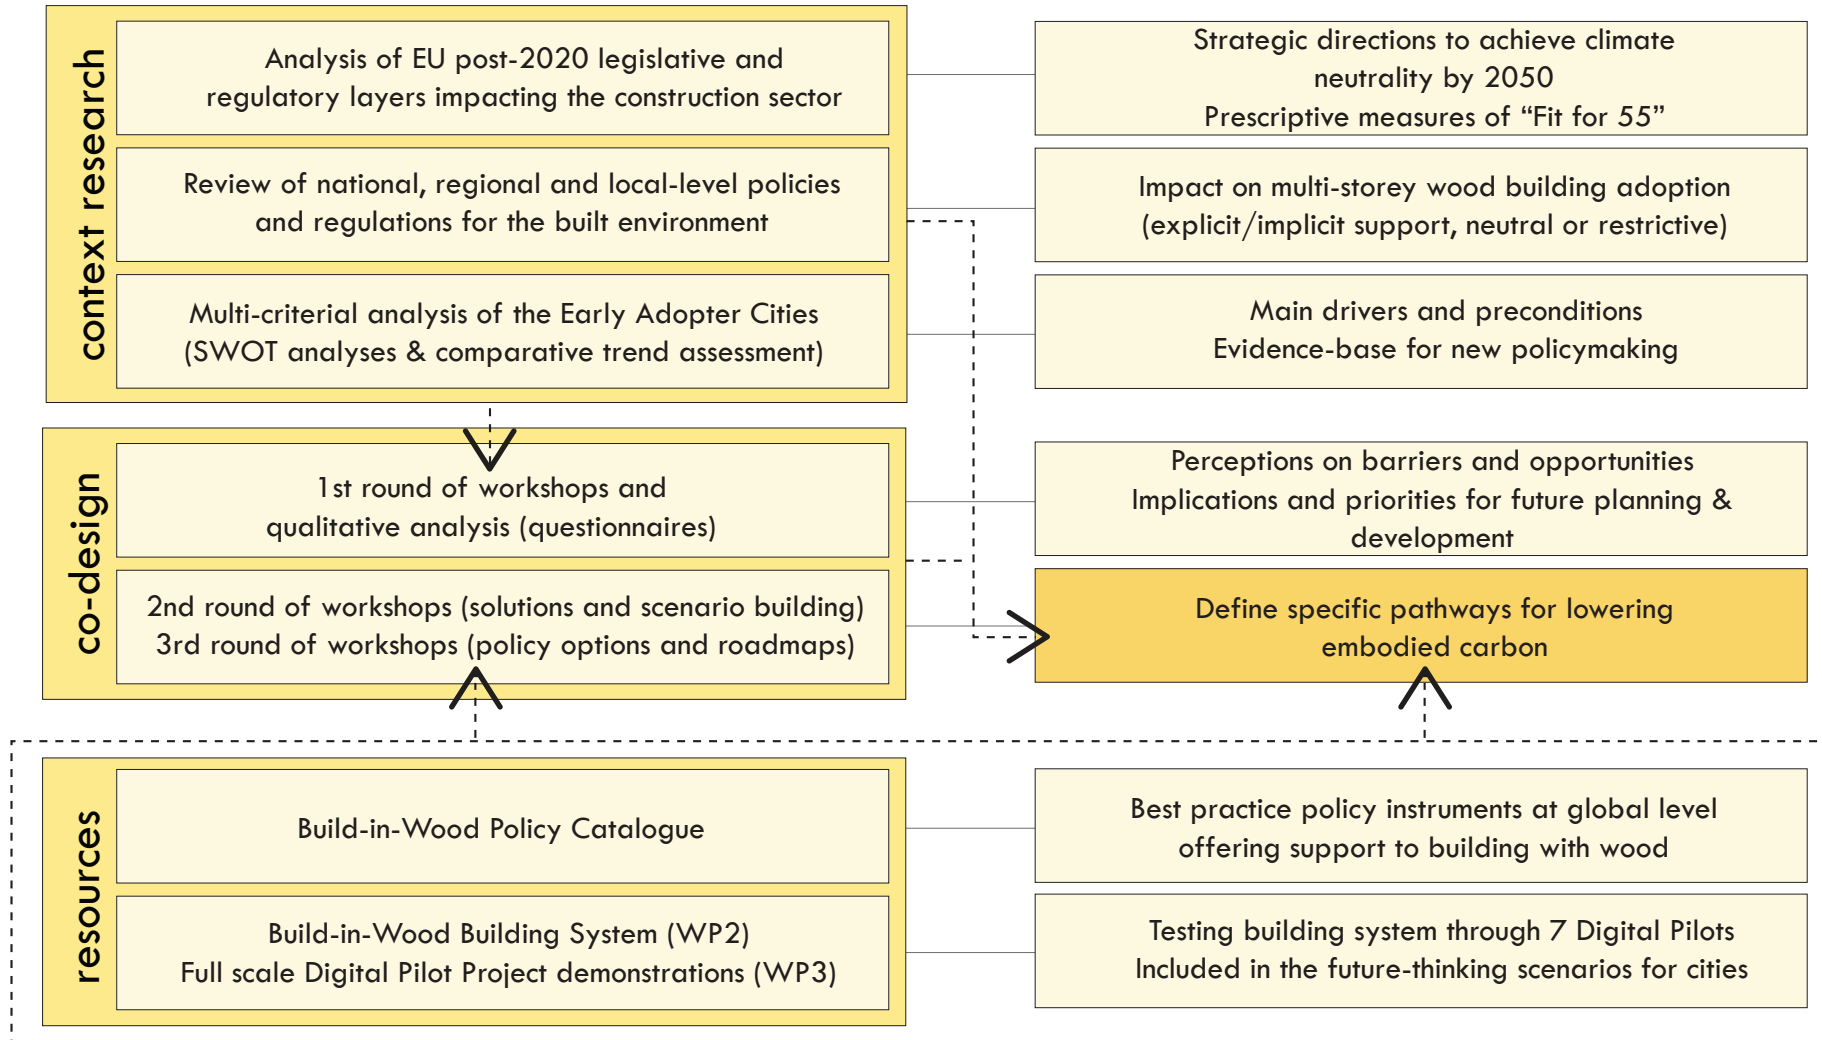 context research
Analysis of EU post-2020 legislative and
regulatory layers impacting the construction sector
Strategic directions to achieve climate
neutrality by 2050
Prescriptive measures of “Fit for 55”
Review of national, regional and local-level policies
and regulations for the built environment
Impact on multi-storey wood building adoption
(explicit/implicit support, neutral or restrictive)
Multi-criterial analysis of the Early Adopter Cities
(SWOT analyses & comparative trend assessment)
Main drivers and preconditions
Evidence-base for new policymaking
co-design
1st round of workshops and
qualitative analysis (questionnaires)
Perceptions on barriers and opportunities
Implications and priorities for future planning &
development
2nd round of workshops (solutions and scenario building)
3rd round of workshops (policy options and roadmaps)
Define specific pathways for lowering
embodied carbon
resources
Build-in-Wood Policy Catalogue
Best practice policy instruments at global level
offering support to building with wood
Build-in-Wood Building System (WP2)
Full scale Digital Pilot Project demonstrations (WP3)
Testing building system through 7 Digital Pilots
Included in the future-thinking scenarios for cities